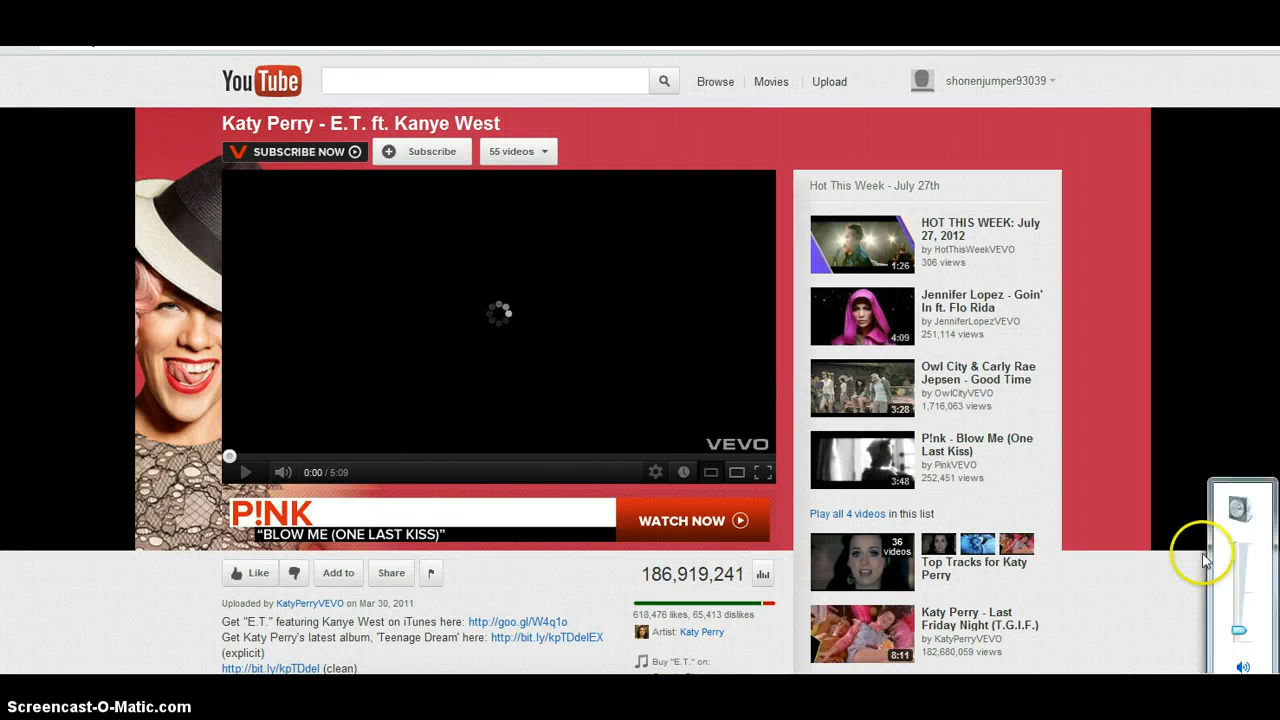 YouTube
Browse
Movies
Upload
shonenjumper93039
Katy Perry - E.T. ft. Kanye West
SUBSCRIBE NOW
Subscribe
55 videos
VEVO
0:00 / 5:09
P!NK
"BLOW ME (ONE LAST KISS)"
WATCH NOW
Like
Add to
Share
186,919,241
Uploaded by KatyPerryVEVO on Mar 30, 2011
618,476 likes, 65,413 dislikes
Get "E.T." featuring Kanye West on iTunes here: http://goo.gl/W4q1o
Get Katy Perry's latest album, 'Teenage Dream' here: http://bit.ly/kpTDdelEX
(explicit)
http://bit.ly/kpTDdel (clean)
Artist: Katy Perry
Buy "E.T." on:
Hot This Week - July 27th
1:26
HOT THIS WEEK: July
27, 2012
by HotThisWeekVEVO
306 views
4:09
Jennifer Lopez - Goin'
In ft. Flo Rida
by JenniferLopezVEVO
251,114 views
3:28
Owl City & Carly Rae
Jepsen - Good Time
by OwlCityVEVO
1,716,063 views
3:48
P!nk - Blow Me (One
Last Kiss)
by PinkVEVO
252,451 views
Play all 4 videos in this list
36
videos
Top Tracks for Katy
Perry
8:11
Katy Perry - Last
Friday Night (T.G.I.F.)
by KatyPerryVEVO
182,680,059 views
Screencast-O-Matic.com